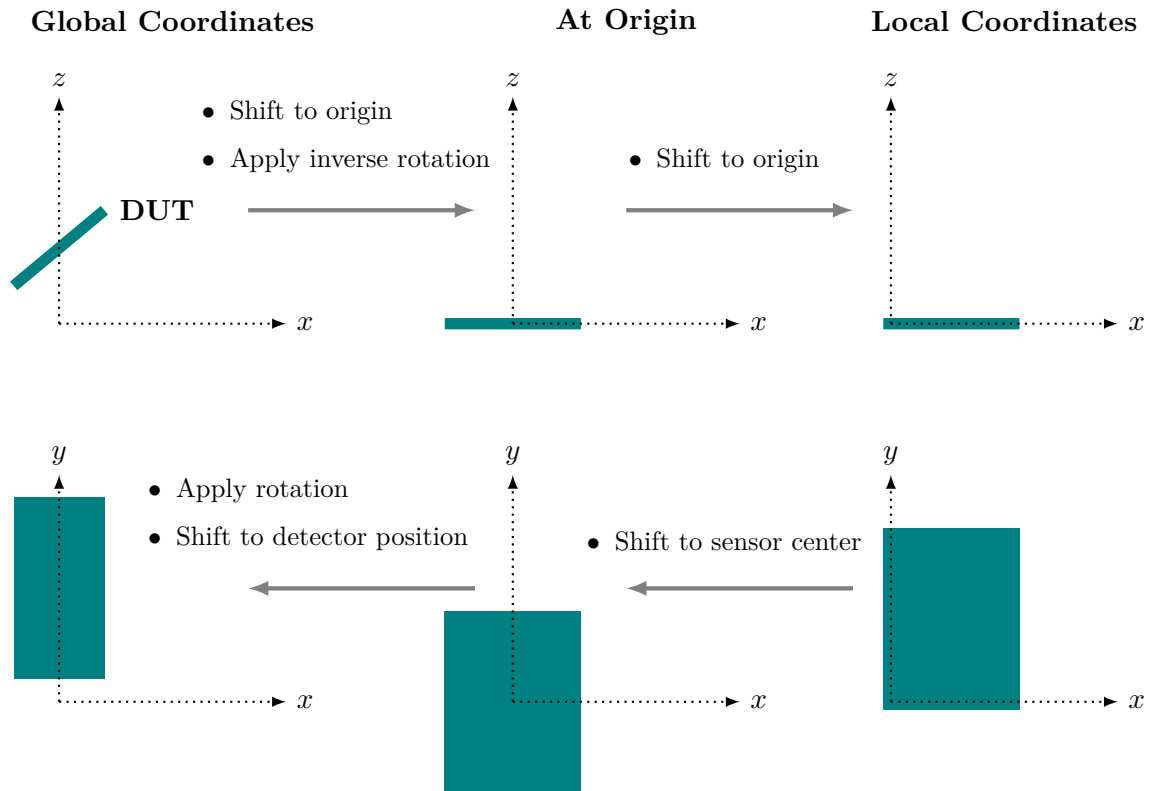 Global Coordinates
At Origin
Local Coordinates
z
z
z
• Shift to origin
• Apply inverse rotation
• Shift to origin
DUT
x
x
x
y
y
y
• Apply rotation
• Shift to detector position
• Shift to sensor center
x
x
x